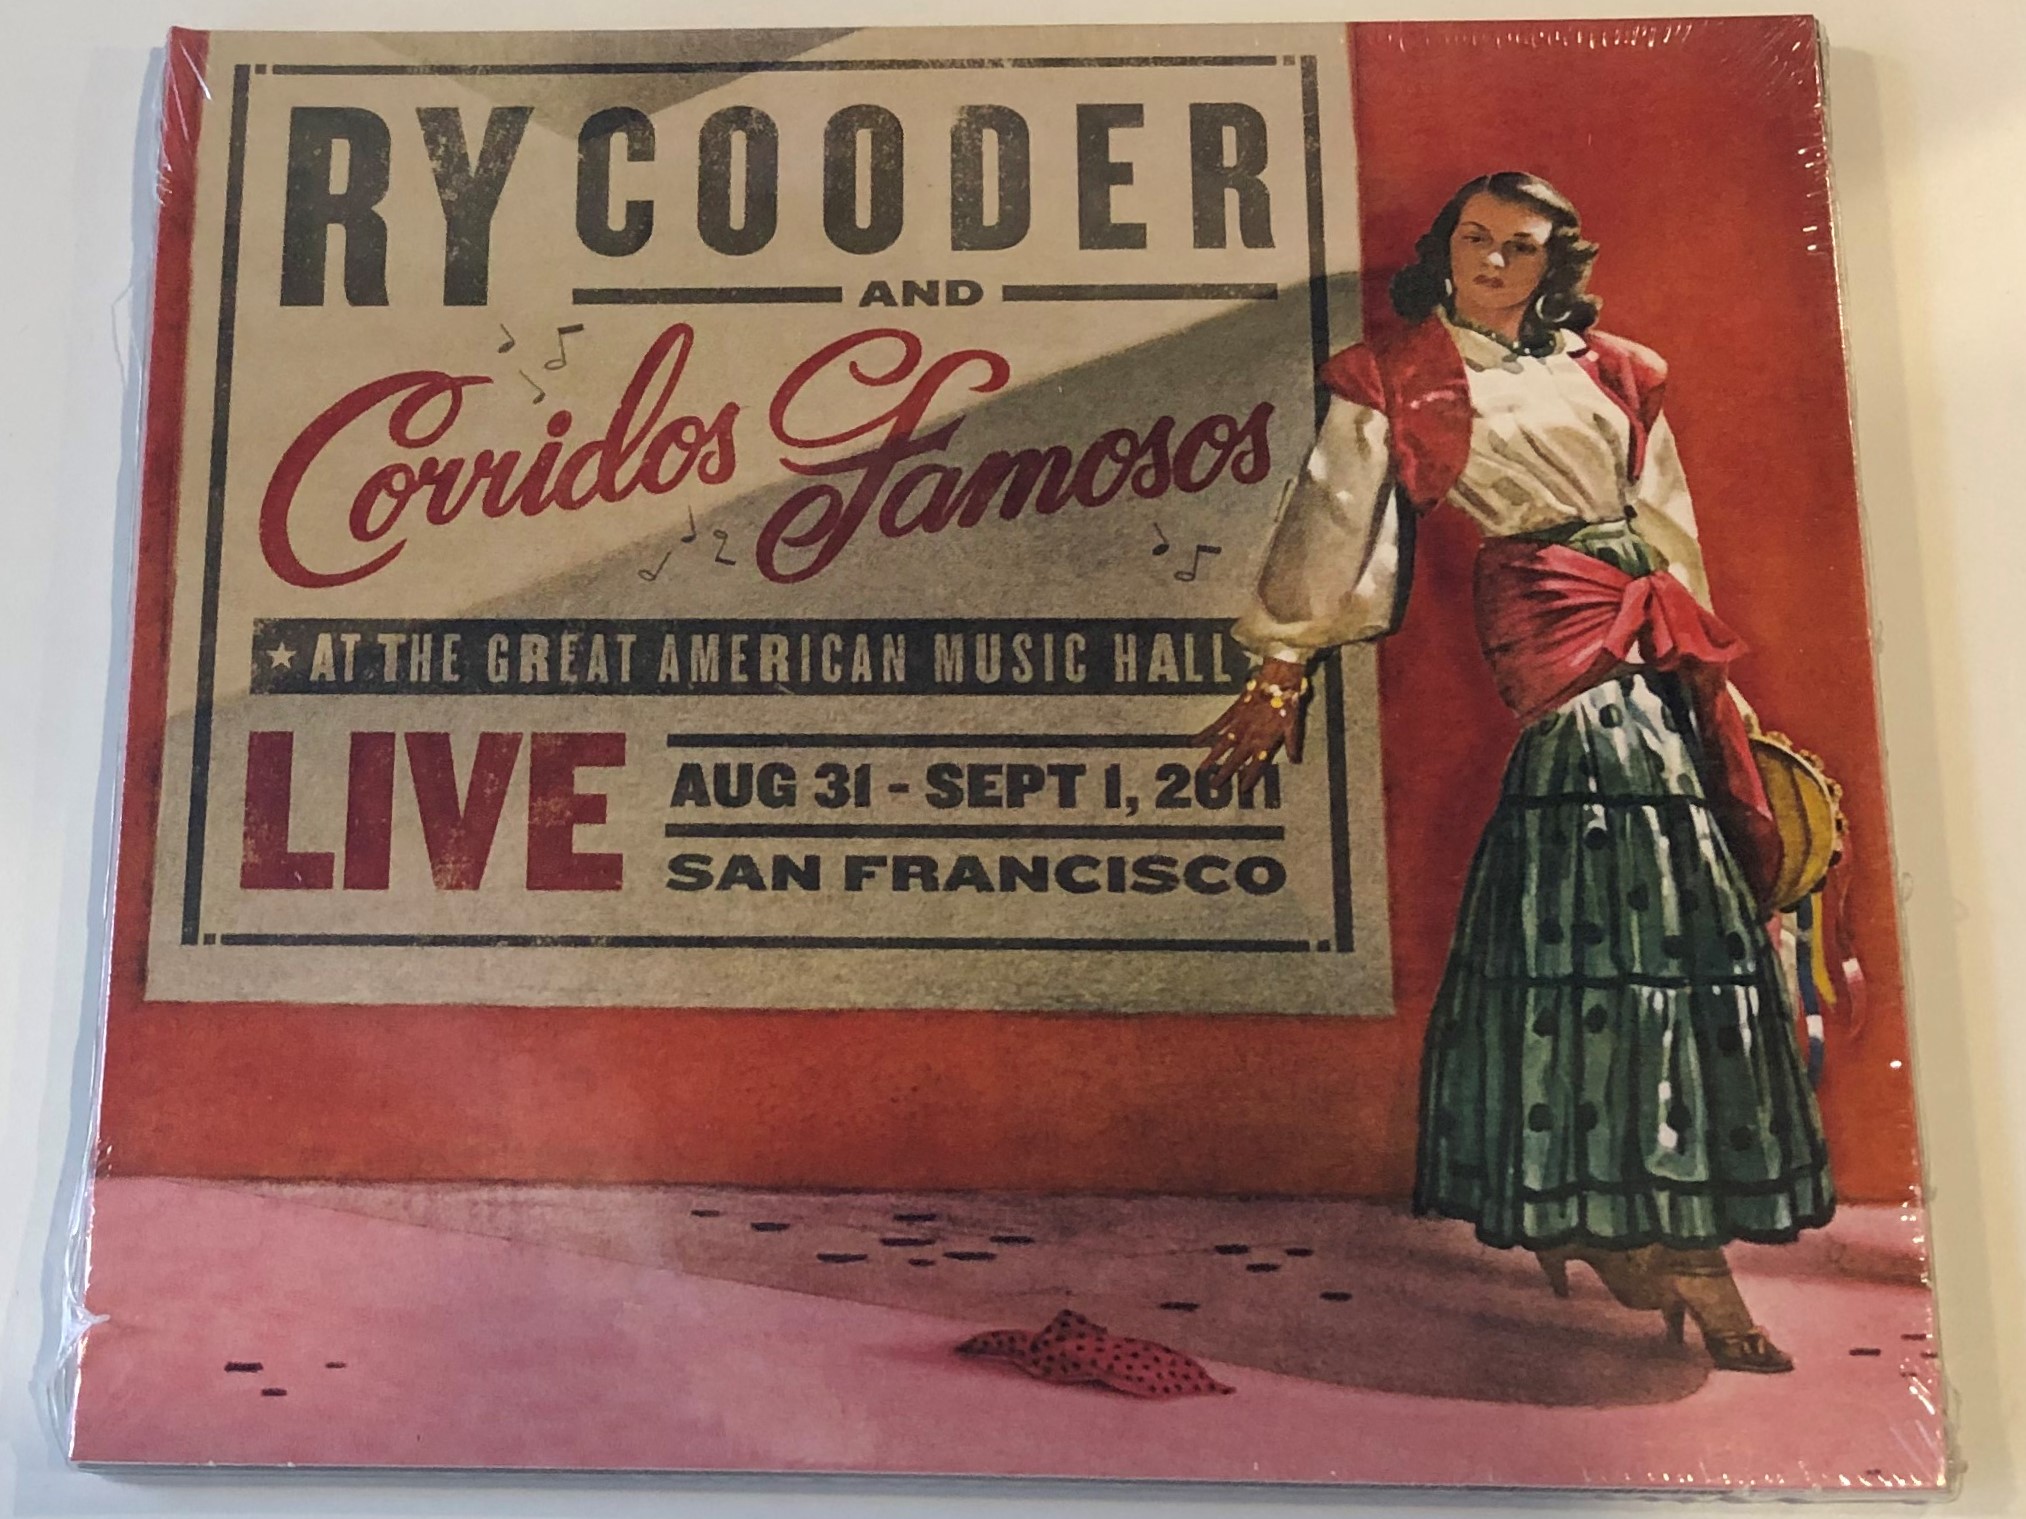 RY COODER
AND
Corridos Famosos
AT THE GREAT AMERICAN MUSIC HALL
LIVE
AUG 31 - SEPT 1, 2011
SAN FRANCISCO